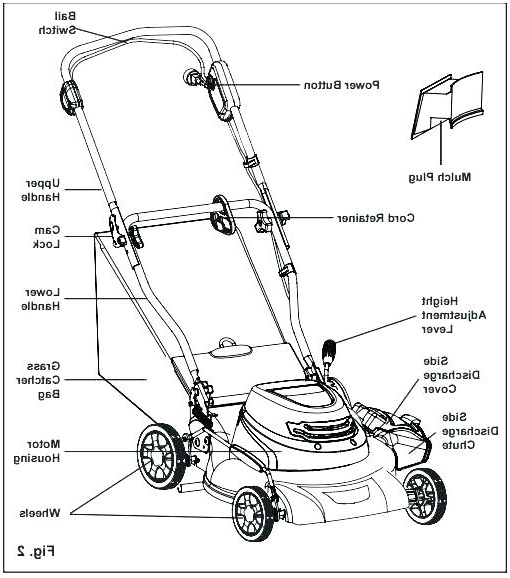 Bail
Switch
Power Button
Mulch Plug
Upper
Handle
Cord Retainer
Cam
Lock
Lower
Handle
Height
Adjustment
Lever
Side
Discharge
Cover
Grass
Catcher
Bag
Side
Discharge
Chute
Motor
Housing
Wheels
Fig. 2